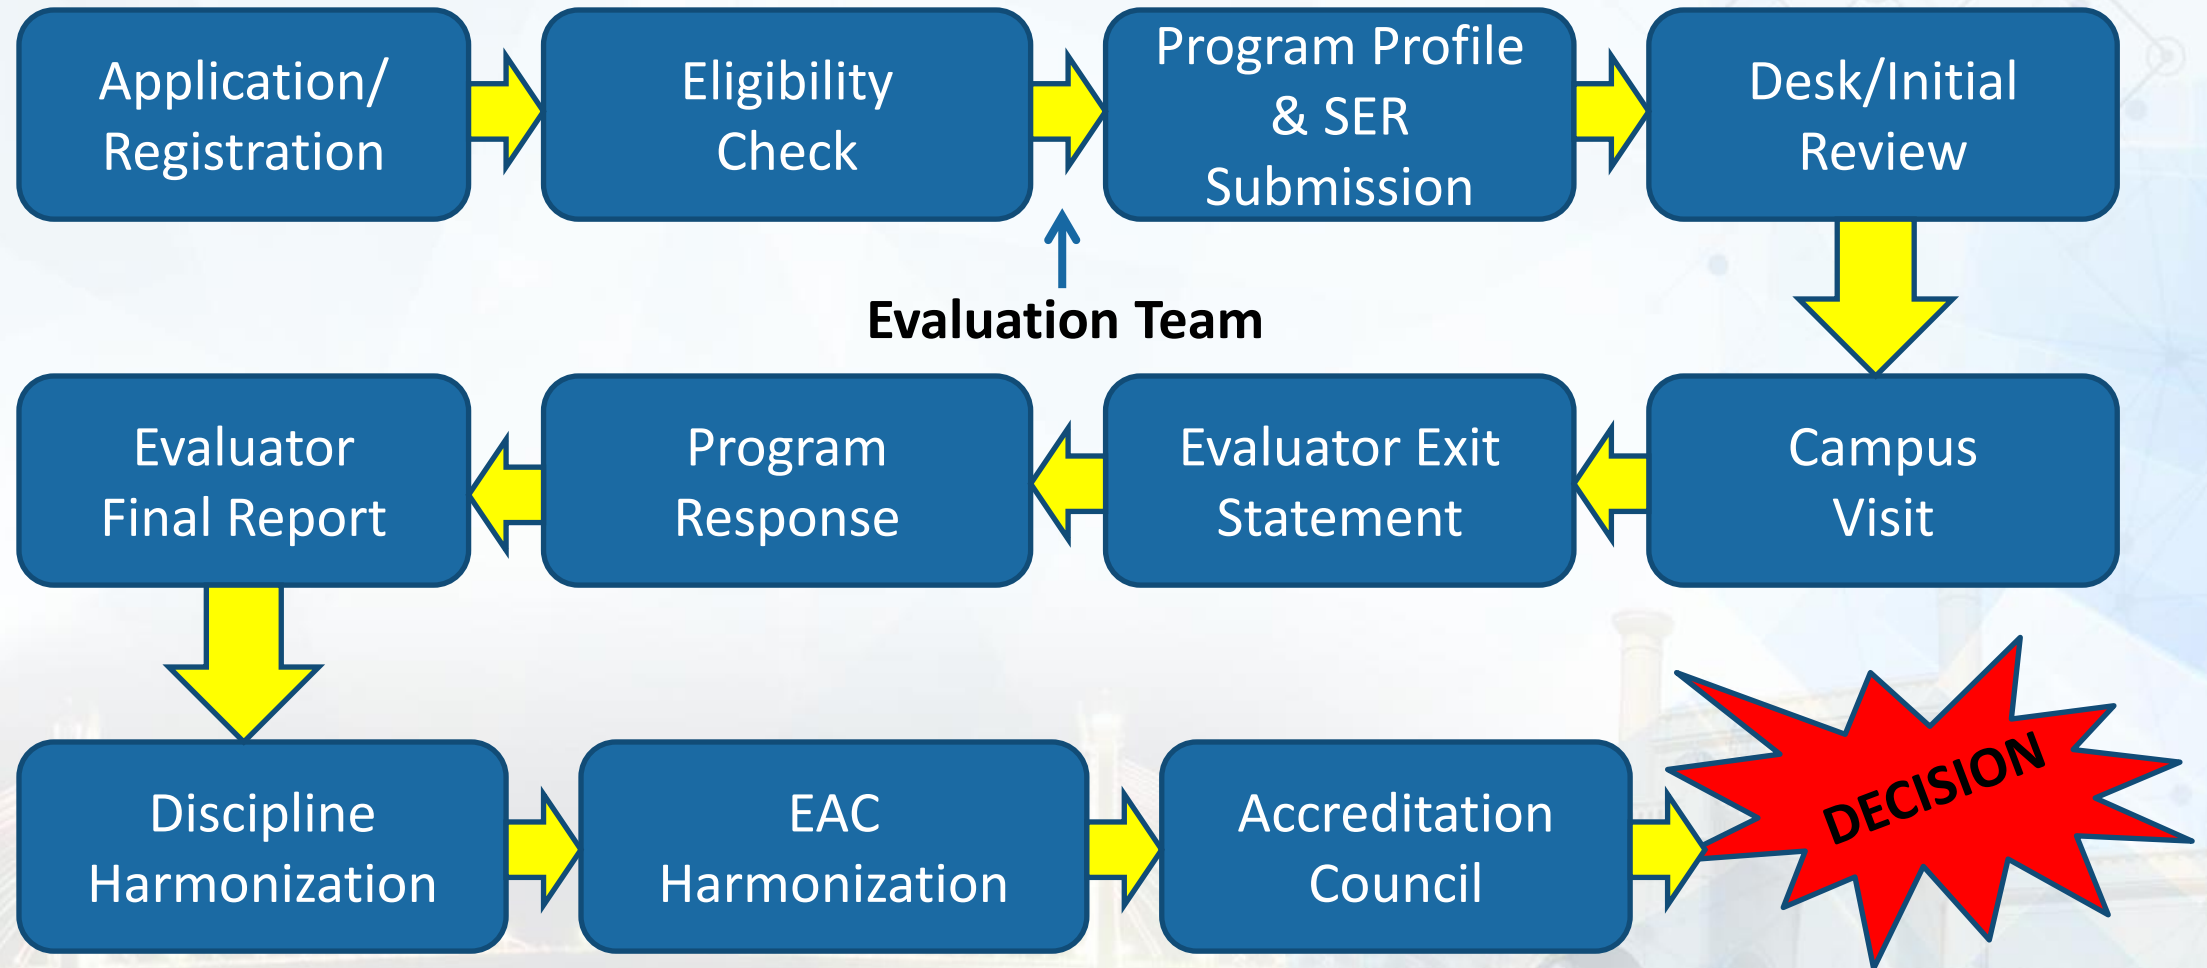 Application/
Registration
Eligibility
Check
Program Profile
& SER
Submission
Desk/Initial
Review
Evaluation Team
Evaluator
Final Report
Program
Response
Evaluator Exit
Statement
Campus
Visit
Discipline
Harmonization
EAC
Harmonization
Accreditation
Council
DECISION